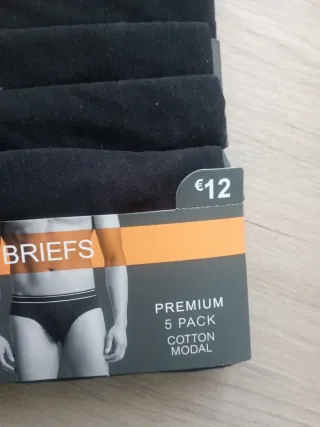 €12
BRIEFS
PREMIUM
5 PACK
COTTON
MODAL